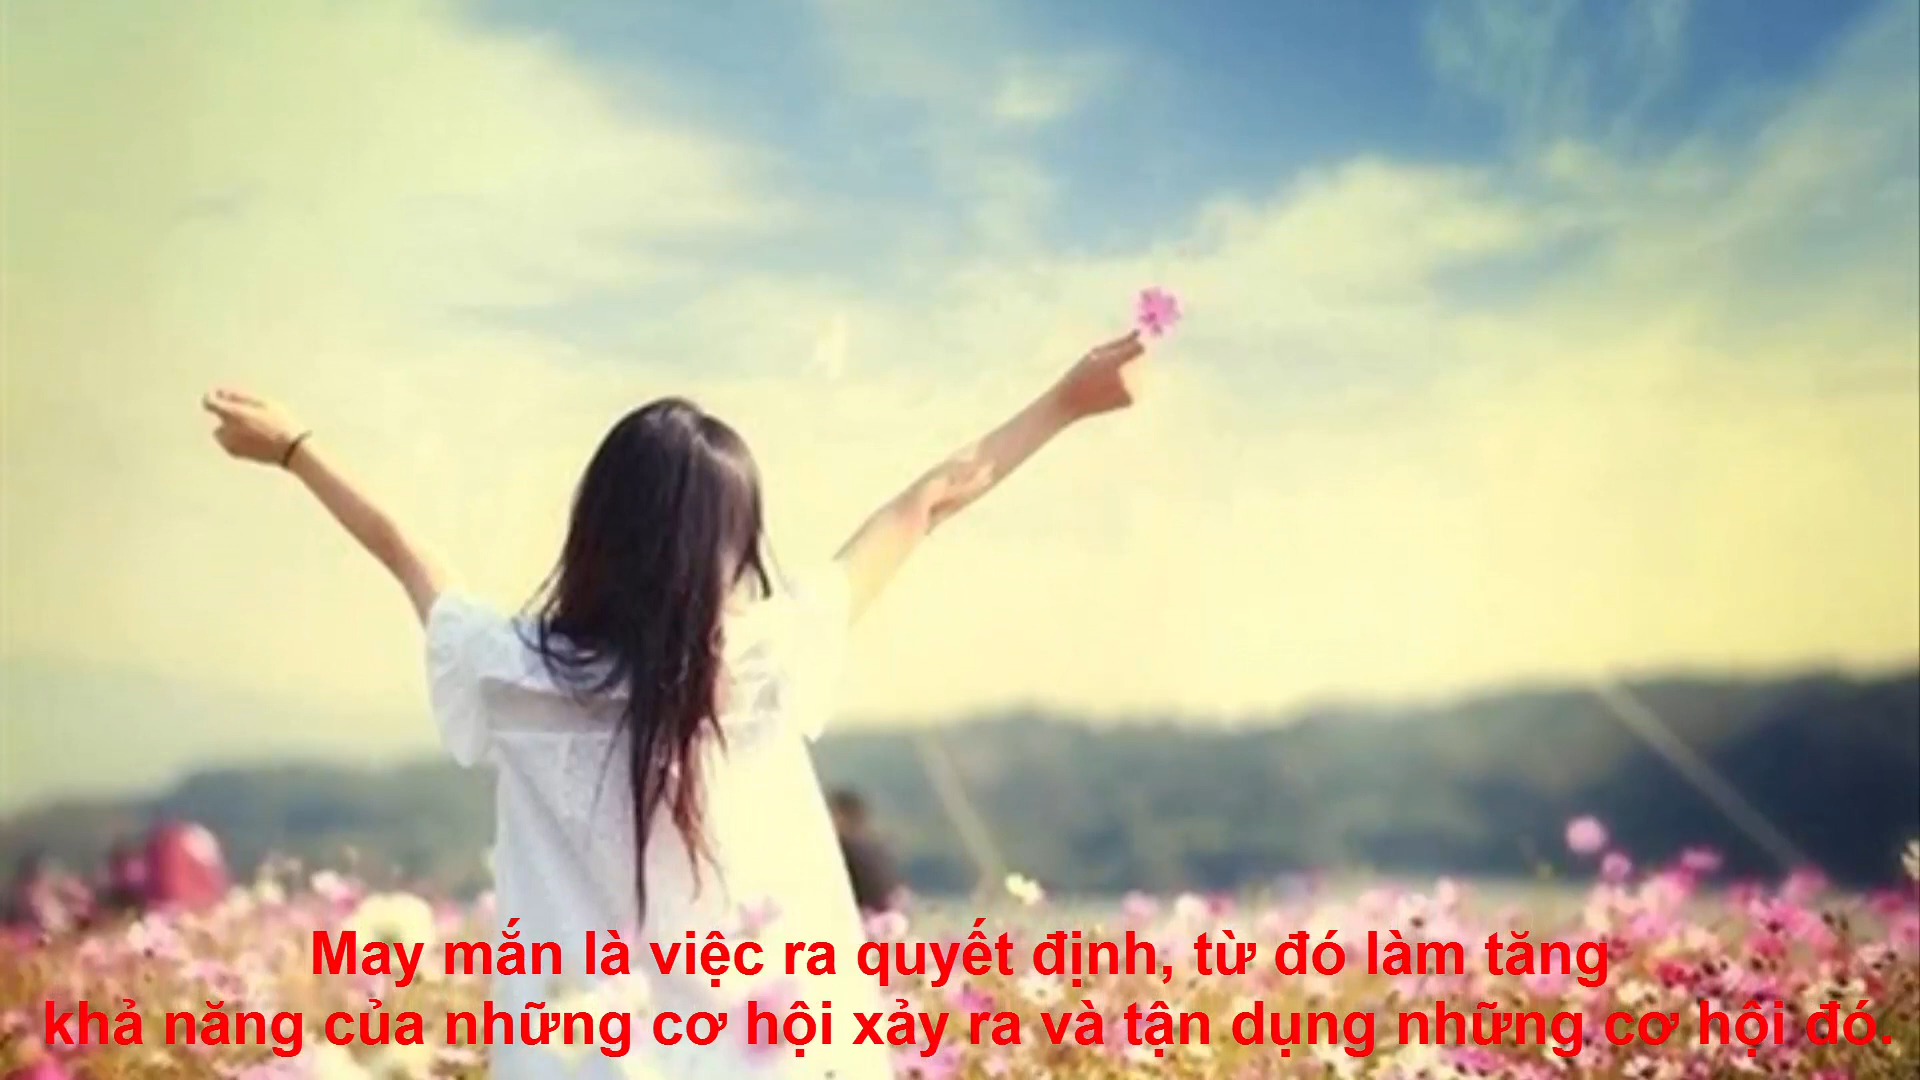 May mắn là việc ra quyết định, từ đó làm tăng
khả năng của những cơ hội xảy ra và tận dụng những cơ hội đó.